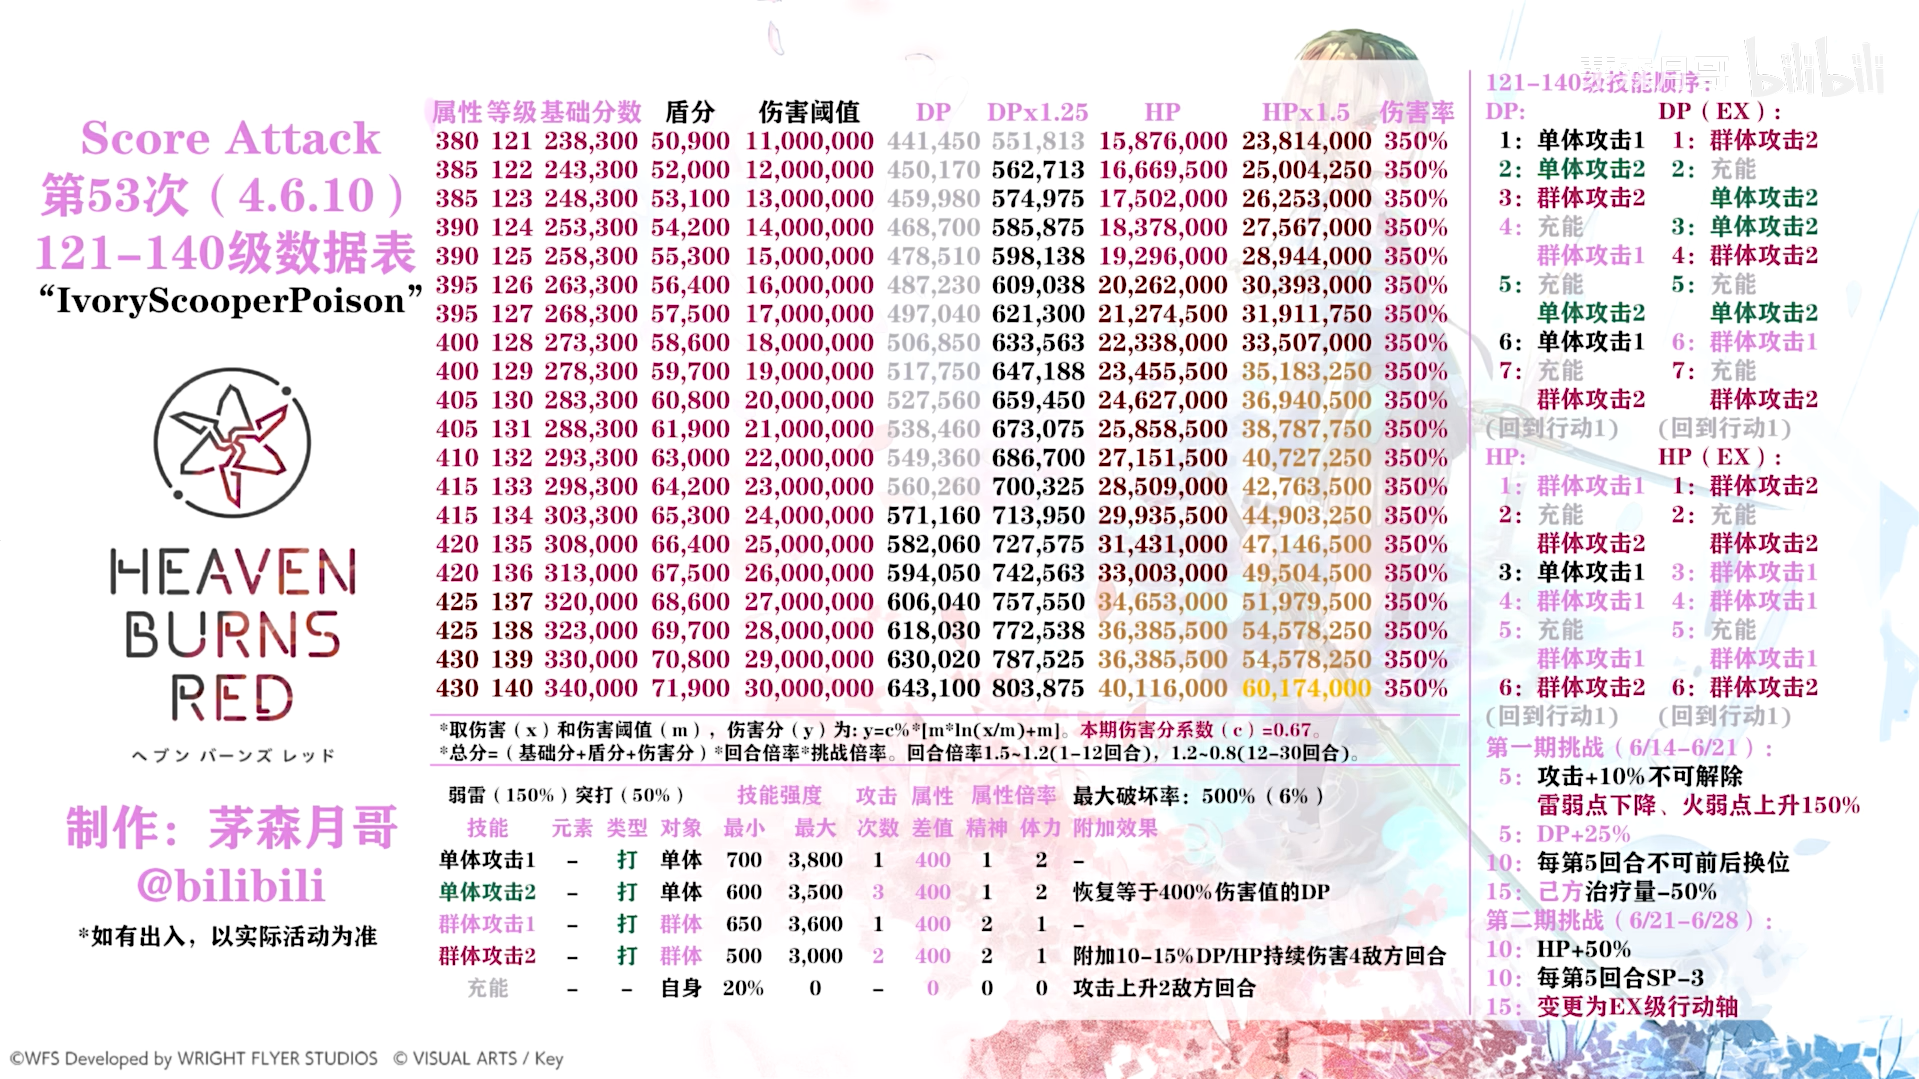 Score Attack
第53次（4.6.10）
121-140级数据表
“IvoryScooperPoison”
HEAVEN
BURNS
RED
ヘブン バーンズ レッド
制作：茅森月哥
@bilibili
*如有出入，以实际活动为准
属性 等级 基础分数 盾分 伤害阈值 DP DPx1.25 HP HPx1.5 伤害率
380 121 238,300 50,900 11,000,000 441,450 551,813 15,876,000 23,814,000 350%
385 122 243,300 52,000 12,000,000 450,170 562,713 16,669,500 25,004,250 350%
385 123 248,300 53,100 13,000,000 459,980 574,975 17,502,000 26,253,000 350%
390 124 253,300 54,200 14,000,000 468,700 585,875 18,378,000 27,567,000 350%
390 125 258,300 55,300 15,000,000 478,510 598,138 19,296,000 28,944,000 350%
395 126 263,300 56,400 16,000,000 487,230 609,038 20,262,000 30,393,000 350%
395 127 268,300 57,500 17,000,000 497,040 621,300 21,274,500 31,911,750 350%
400 128 273,300 58,600 18,000,000 506,850 633,563 22,338,000 33,507,000 350%
400 129 278,300 59,700 19,000,000 517,750 647,188 23,455,500 35,183,250 350%
405 130 283,300 60,800 20,000,000 527,560 659,450 24,627,000 36,940,500 350%
405 131 288,300 61,900 21,000,000 538,460 673,075 25,858,500 38,787,750 350%
410 132 293,300 63,000 22,000,000 549,360 686,700 27,151,500 40,727,250 350%
415 133 298,300 64,200 23,000,000 560,260 700,325 28,509,000 42,763,500 350%
415 134 303,300 65,300 24,000,000 571,160 713,950 29,935,500 44,903,250 350%
420 135 308,000 66,400 25,000,000 582,060 727,575 31,431,000 47,146,500 350%
420 136 313,000 67,500 26,000,000 594,050 742,563 33,003,000 49,504,500 350%
425 137 320,000 68,600 27,000,000 606,040 757,550 34,653,000 51,979,500 350%
425 138 323,000 69,700 28,000,000 618,030 772,538 36,385,500 54,578,250 350%
430 139 330,000 70,800 29,000,000 630,020 787,525 36,385,500 54,578,250 350%
430 140 340,000 71,900 30,000,000 643,100 803,875 40,116,000 60,174,000 350%
*取伤害（x）和伤害阈值（m），伤害分（y）为: y=c%*[m*ln(x/m)+m]。本期伤害分系数（c）=0.67。
*总分=（基础分+盾分+伤害分）*回合倍率*挑战倍率。回合倍率1.5~1.2(1-12回合)，1.2~0.8(12-30回合)。
弱雷（150%）突打（50%） 技能强度 攻击 属性 属性倍率 最大破坏率：500%（6%）
技能 元素 类型 对象 最小 最大 次数 差值 精神 体力 附加效果
单体攻击1 - 打 单体 700 3,800 1 400 1 2 -
单体攻击2 - 打 单体 600 3,500 3 400 1 2 恢复等于400%伤害值的DP
群体攻击1 - 打 群体 650 3,600 1 400 2 1 -
群体攻击2 - 打 群体 500 3,000 2 400 2 1 附加10-15%DP/HP持续伤害4敌方回合
充能 - - 自身 20% 0 - 0 0 0 攻击上升2敌方回合
茅森月哥 bilibili
121-140级技能顺序：
DP: DP（EX）:
1: 单体攻击1 1: 群体攻击2
2: 单体攻击2 2: 充能
3: 群体攻击2 单体攻击2
4: 充能 3: 单体攻击2
群体攻击1 4: 群体攻击2
5: 充能 5: 充能
单体攻击2 单体攻击2
6: 单体攻击1 6: 群体攻击1
7: 充能 7: 充能
群体攻击2 群体攻击2
(回到行动1) (回到行动1)
HP: HP（EX）:
1: 群体攻击1 1: 群体攻击2
2: 充能 2: 充能
群体攻击2 群体攻击2
3: 单体攻击1 3: 群体攻击1
4: 群体攻击1 4: 群体攻击1
5: 充能 5: 充能
群体攻击1 群体攻击1
6: 群体攻击2 6: 群体攻击2
(回到行动1) (回到行动1)
第一期挑战（6/14-6/21）:
5: 攻击+10%不可解除
雷弱点下降、火弱点上升150%
5: DP+25%
10: 每第5回合不可前后换位
15: 己方治疗量-50%
第二期挑战（6/21-6/28）:
10: HP+50%
10: 每第5回合SP-3
15: 变更为EX级行动轴
©WFS Developed by WRIGHT FLYER STUDIOS © VISUAL ARTS / Key